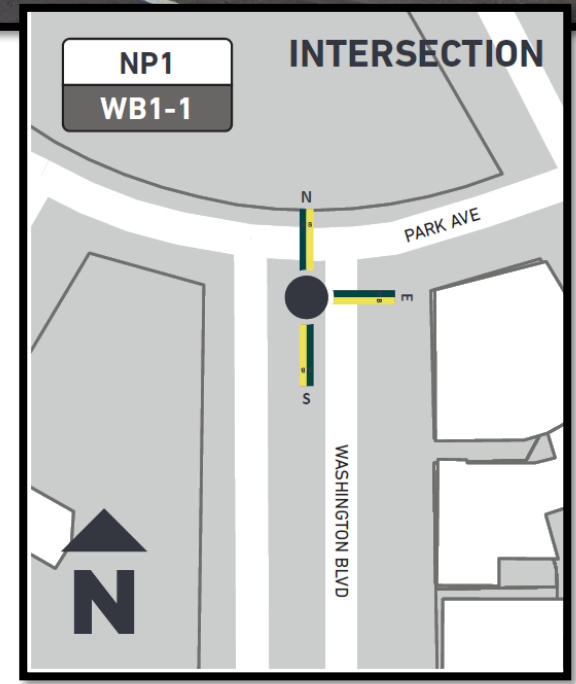 NP1
WB1-1
INTERSECTION
N
PARK AVE
E
S
WASHINGTON BLVD
N